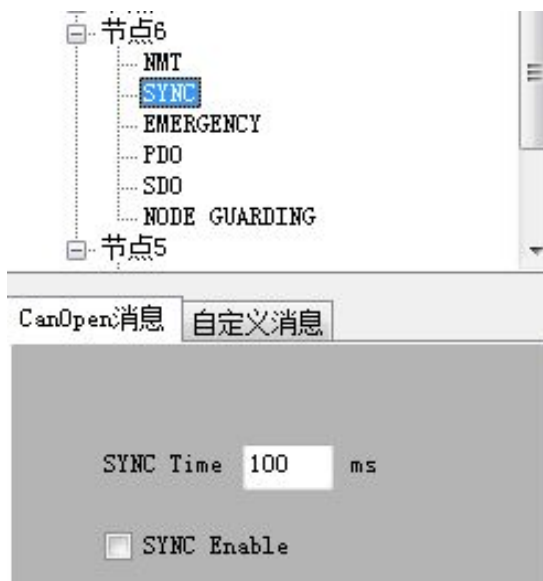 节点6
NMT
SYNC
EMERGENCY
PDO
SDO
NODE GUARDING
节点5
CanOpen消息 自定义消息
SYNC Time 100 ms
SYNC Enable